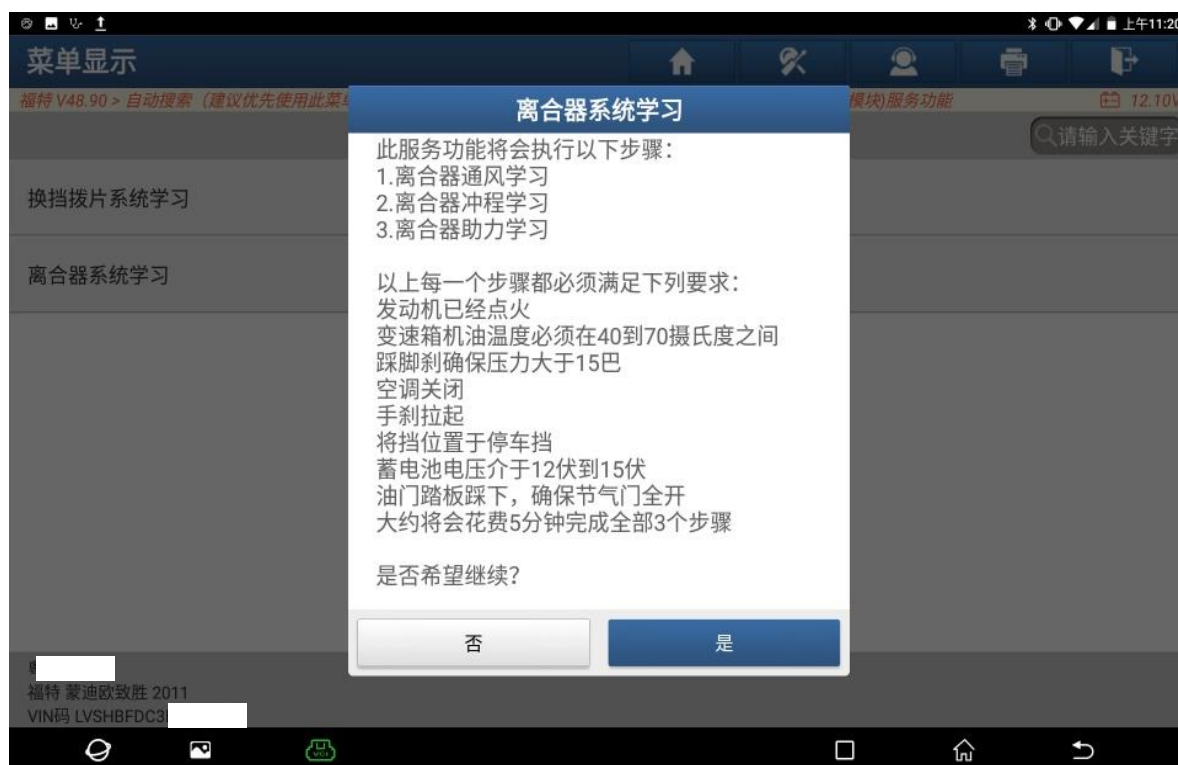 上午11:20
菜单显示
福特 V48.90 > 自动搜索（建议优先使用此菜单
模块)服务功能
12.10V
请输入关键字
换挡拨片系统学习
离合器系统学习
离合器系统学习
此服务功能将会执行以下步骤：
1.离合器通风学习
2.离合器冲程学习
3.离合器助力学习
以上每一个步骤都必须满足下列要求：
发动机已经点火
变速箱机油温度必须在40到70摄氏度之间
踩脚刹确保压力大于15巴
空调关闭
手刹拉起
将挡位置于停车挡
蓄电池电压介于12伏到15伏
油门踏板踩下，确保节气门全开
大约将会花费5分钟完成全部3个步骤
是否希望继续？
否
是
福特 蒙迪欧致胜 2011
VIN码 LVSHBFDC3
VCI